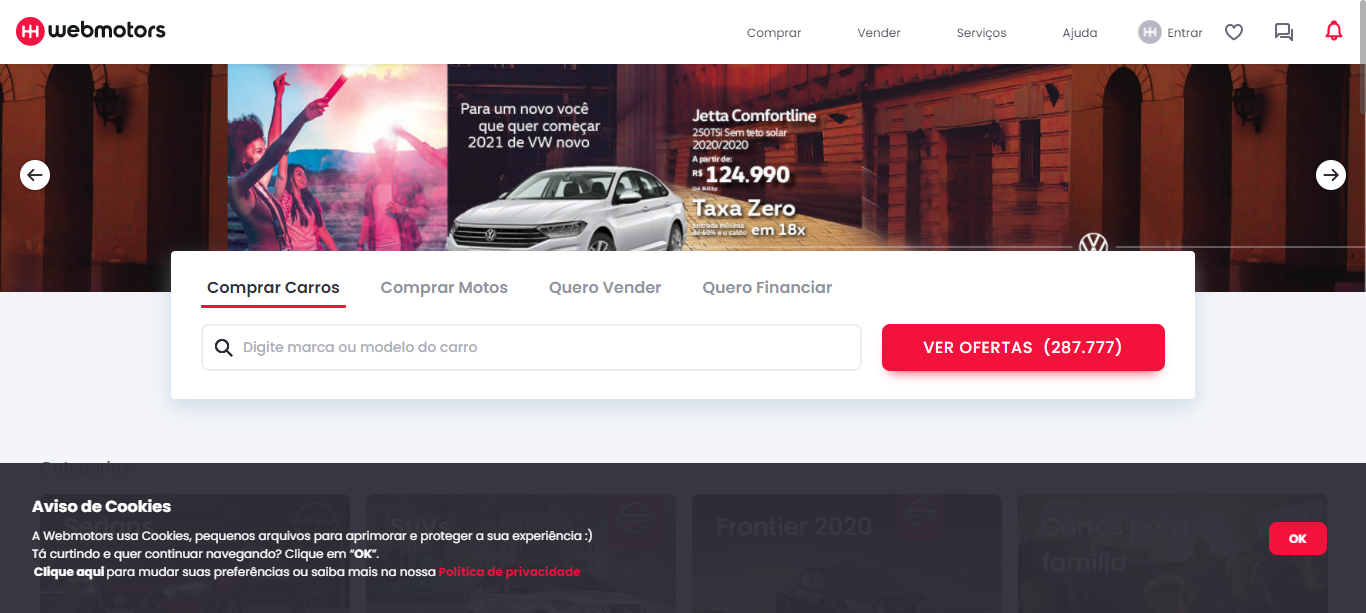 webmotors
Comprar
Vender
Serviços
Ajuda
Entrar
Para um novo você
que quer começar
2021 de VW novo
Jetta Comfortline
250TSi Sem teto solar
2020/2020
A partir de:
R$ 124.990
Taxa Zero
entrada mínima
de 60% e o saldo em 18x
Comprar Carros
Comprar Motos
Quero Vender
Quero Financiar
Digite marca ou modelo do carro
VER OFERTAS (287.777)
Categorias
Aviso de Cookies
Sedans
SUVs
Frontier 2020
Carros para
família
A Webmotors usa Cookies, pequenos arquivos para aprimorar e proteger a sua experiência :)
Tá curtindo e quer continuar navegando? Clique em “OK”.
Clique aqui para mudar suas preferências ou saiba mais na nossa Política de privacidade
OK